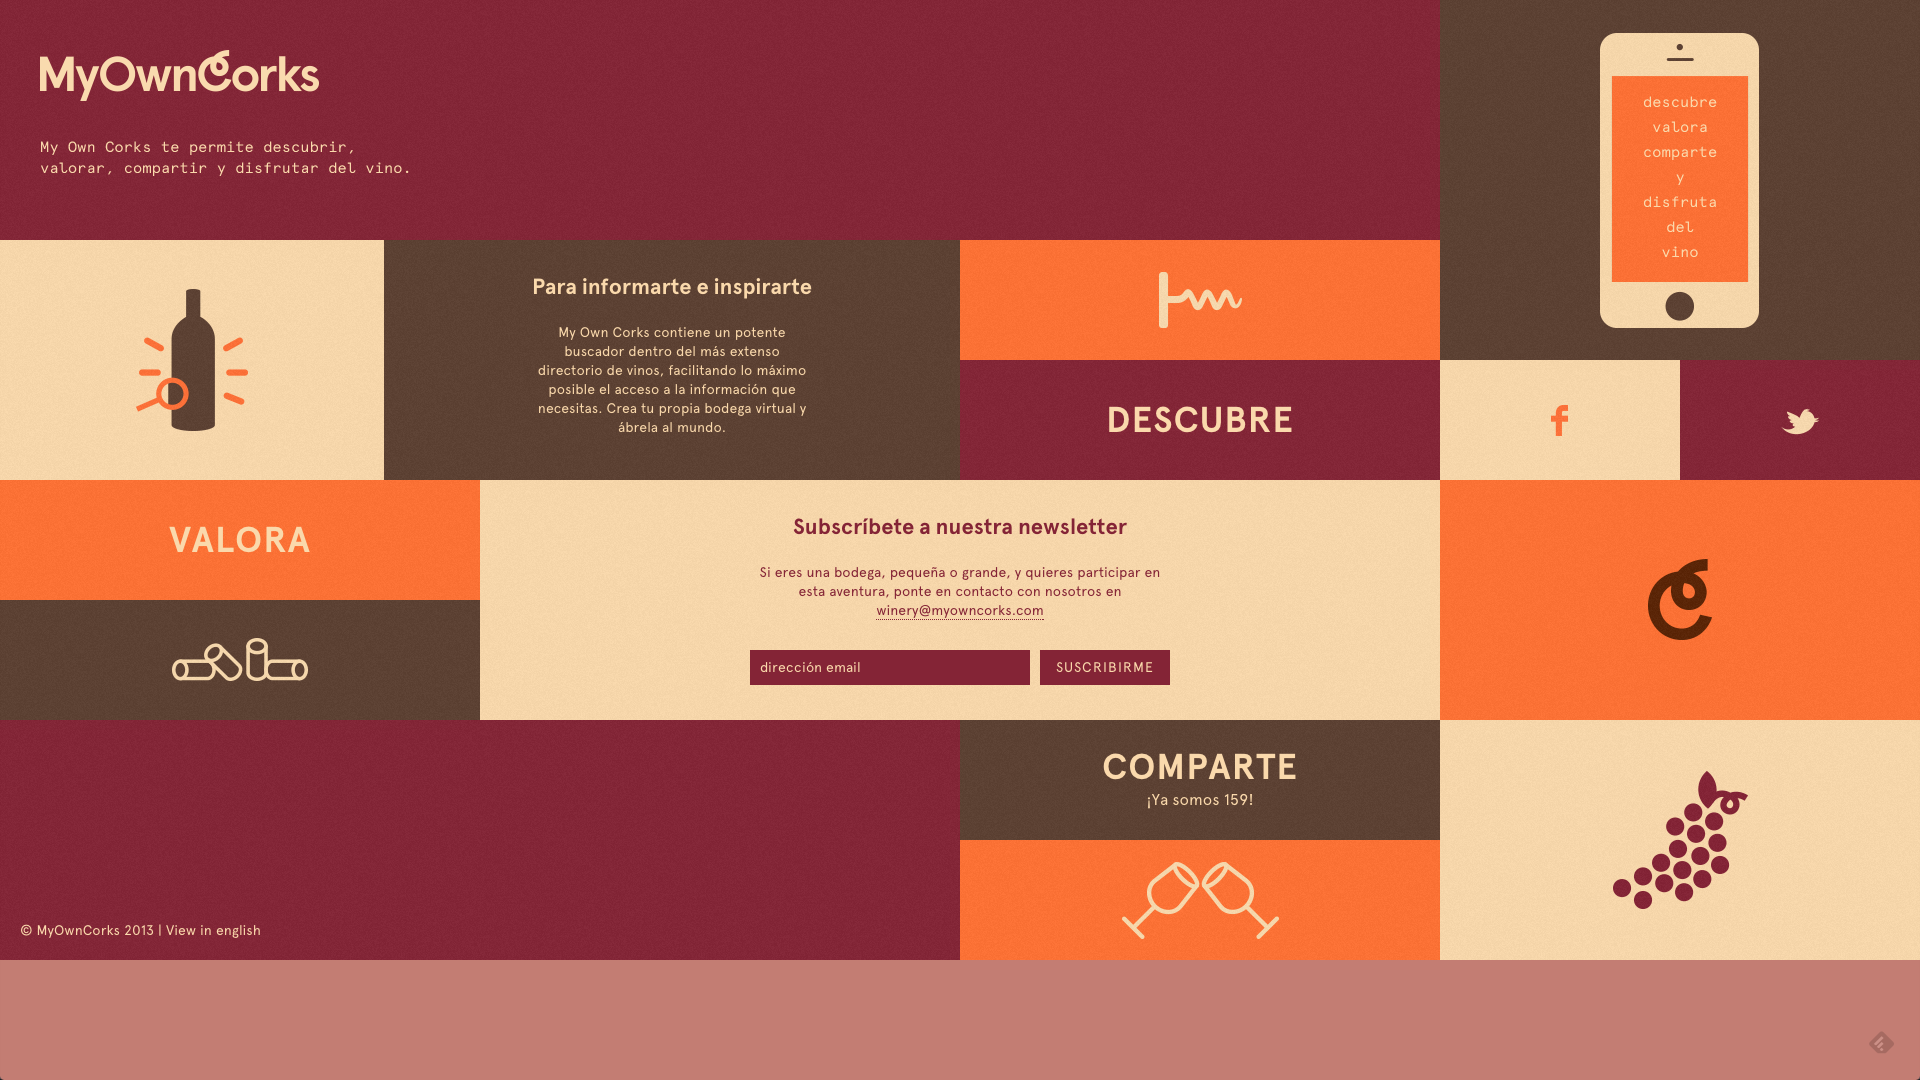 MyOwnCorks
My Own Corks te permite descubrir,
valorar, compartir y disfrutar del vino.
descubre
valora
comparte
y
disfruta
del
vino
Para informarte e inspirarte
My Own Corks contiene un potente
buscador dentro del más extenso
directorio de vinos, facilitando lo máximo
posible el acceso a la información que
necesitas. Crea tu propia bodega virtual y
ábrela al mundo.
DESCUBRE
f
VALORA
Subscríbete a nuestra newsletter
Si eres una bodega, pequeña o grande, y quieres participar en
esta aventura, ponte en contacto con nosotros en
winery@myowncorks.com
dirección email
SUSCRIBIRME
COMPARTE
¡Ya somos 159!
© MyOwnCorks 2013 | View in english